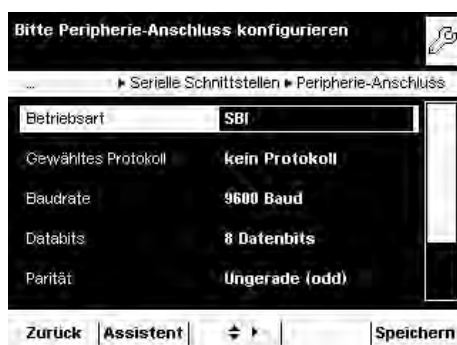 Bitte Peripherie-Anschluss konfigurieren
... ▸ Serielle Schnittstellen ▸ Peripherie-Anschluss
Betriebsart SBI
Gewähltes Protokoll kein Protokoll
Baudrate 9600 Baud
Databits 8 Datenbits
Parität Ungerade (odd)
Zurück Assistent Speichern